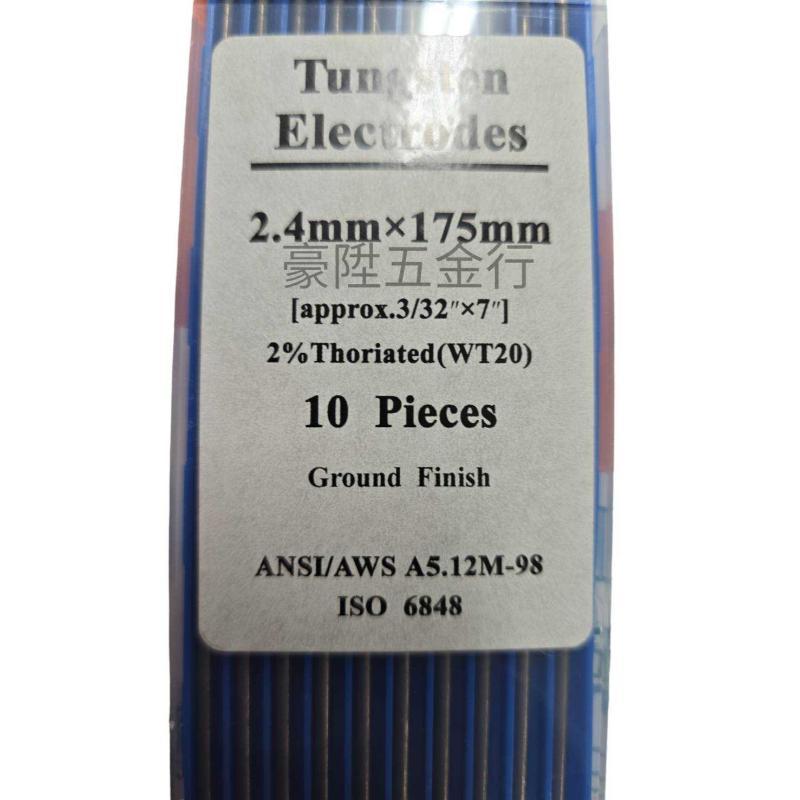 Tungsten
Electrodes
2.4mm×175mm
豪陞五金行
[approx.3/32"×7"]
2%Thoriated(WT20)
10 Pieces
Ground Finish
ANSI/AWS A5.12M-98
ISO 6848